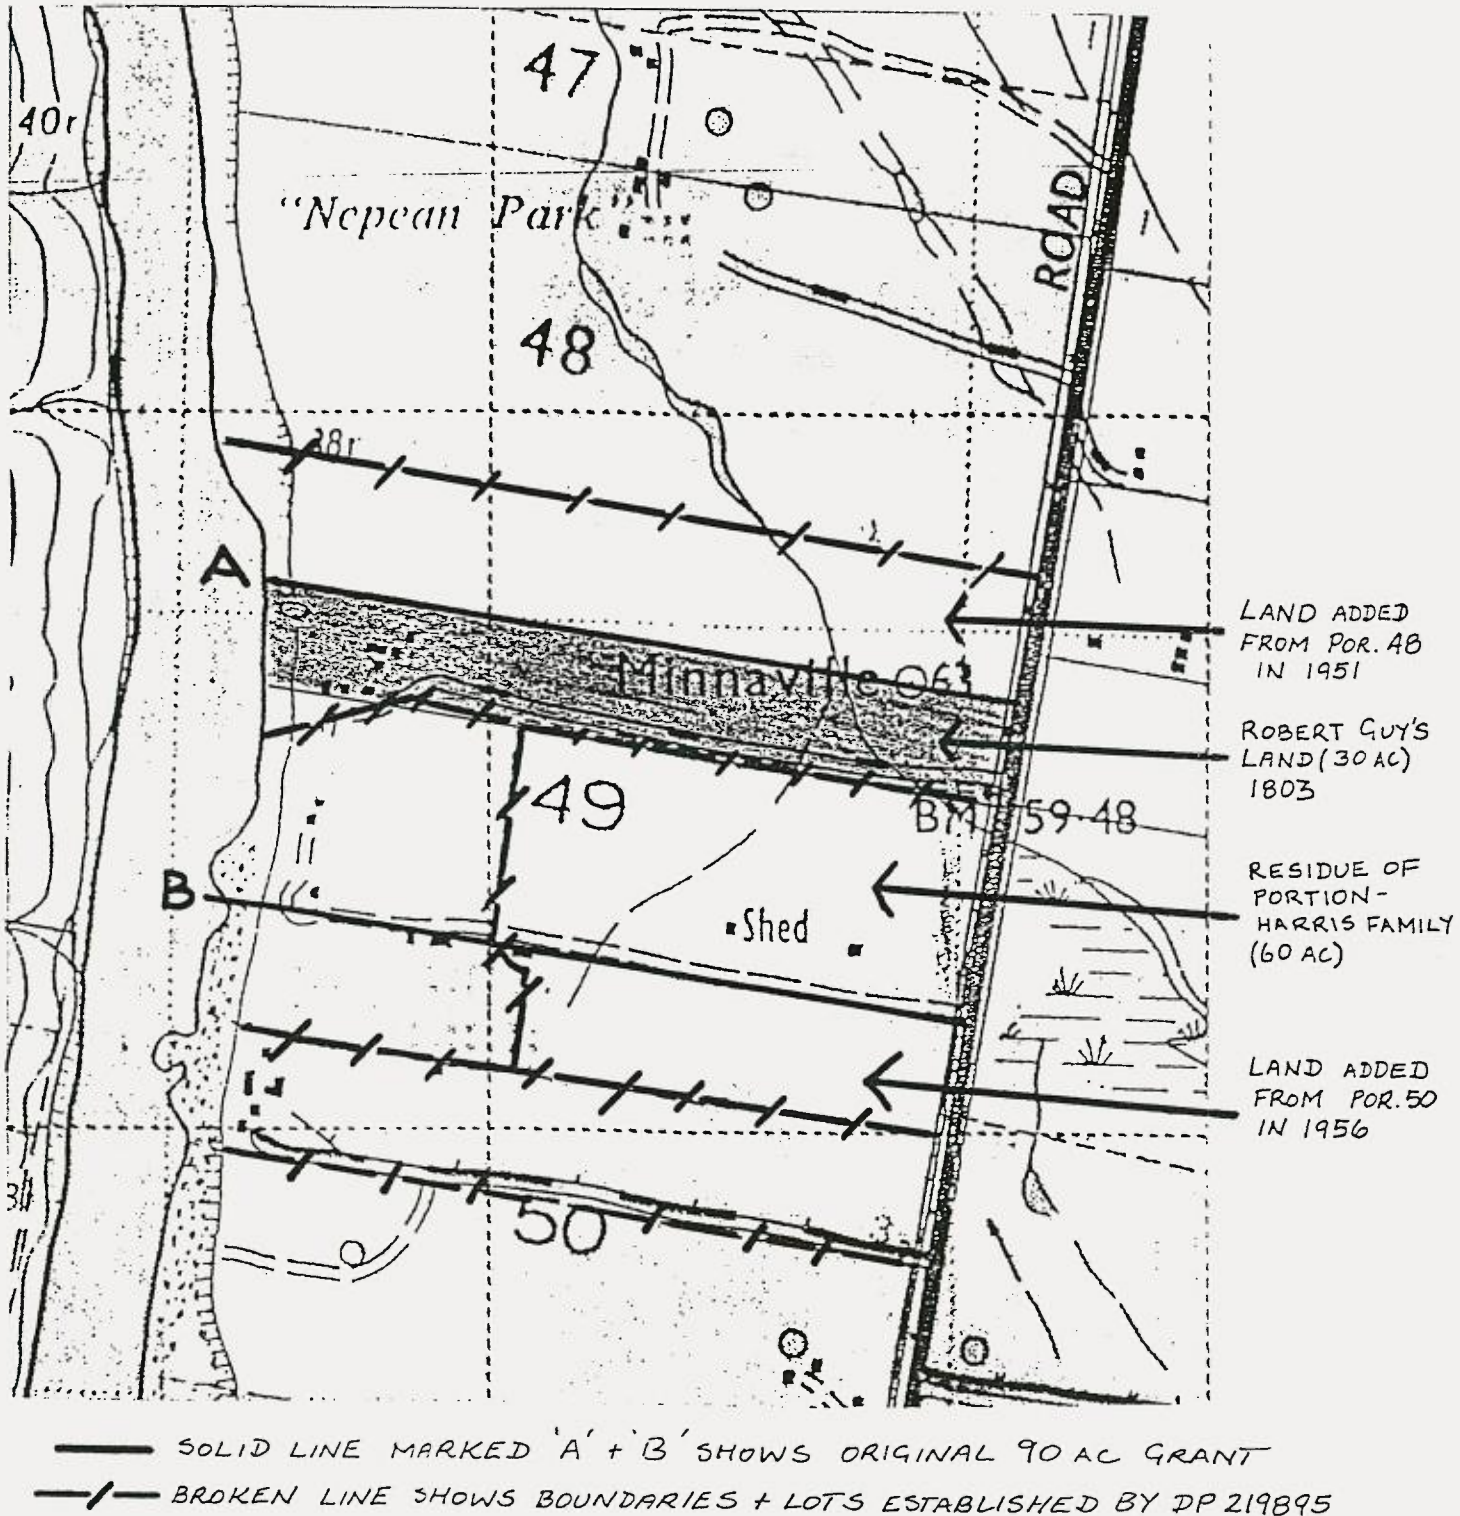 47
40r
"Nepean Park"
ROAD
48
38r
A
LAND ADDED
FROM POR. 48
IN 1951
Minnaville
ROBERT GUY'S
LAND (30 AC)
1803
49
BM 59·48
RESIDUE OF
PORTION-
HARRIS FAMILY
(60 AC)
B
Shed
LAND ADDED
FROM POR. 50
IN 1956
50
SOLID LINE MARKED 'A' + 'B' SHOWS ORIGINAL 90 AC GRANT
BROKEN LINE SHOWS BOUNDARIES + LOTS ESTABLISHED BY DP 219895